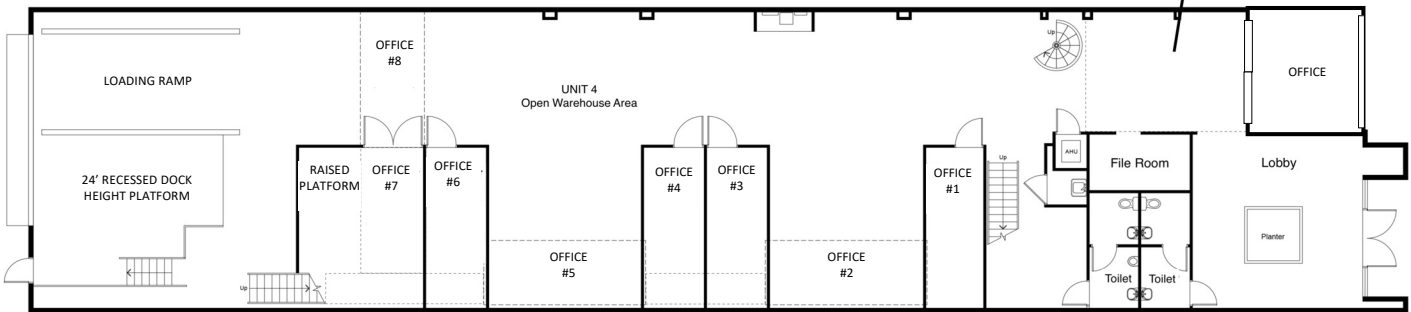 OFFICE
#8
LOADING RAMP
UNIT 4
Open Warehouse Area
Up
OFFICE
24' RECESSED DOCK
HEIGHT PLATFORM
RAISED
PLATFORM
OFFICE
#7
OFFICE
#6
OFFICE
#4
OFFICE
#3
OFFICE
#1
Up
AHU
File Room
Lobby
Planter
OFFICE
#5
OFFICE
#2
Up
Toilet
Toilet